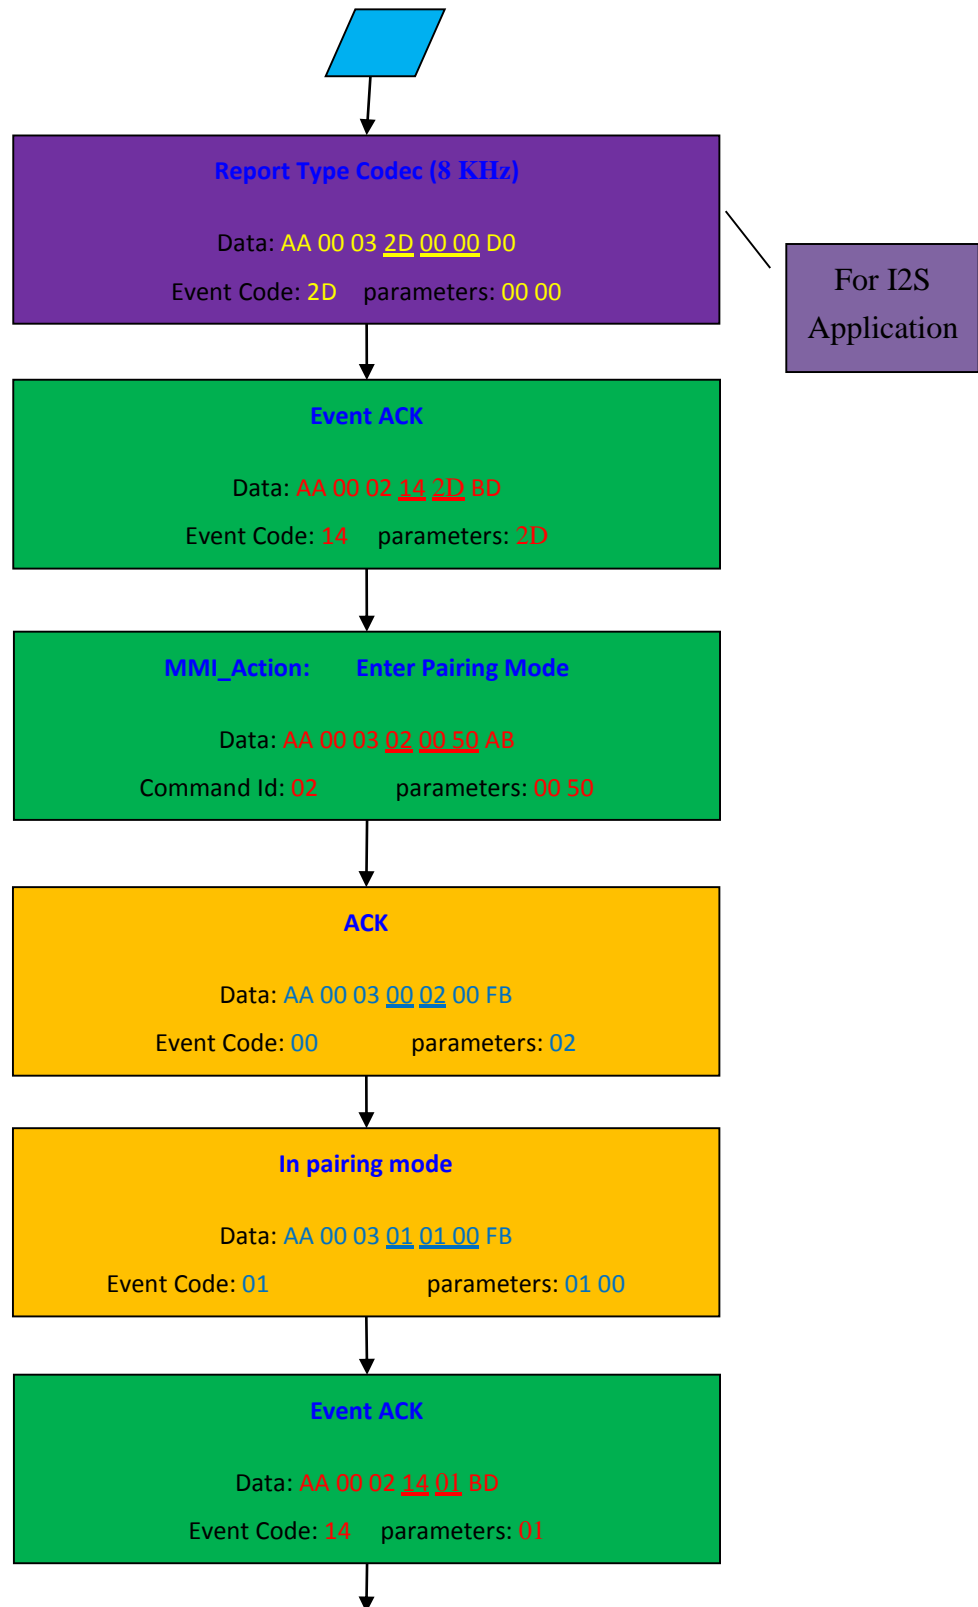 Report Type Codec (8 KHz)
Data: AA 00 03 2D 00 00 D0
Event Code: 2D parameters: 00 00
For I2S
Application
Event ACK
Data: AA 00 02 14 2D BD
Event Code: 14 parameters: 2D
MMI_Action: Enter Pairing Mode
Data: AA 00 03 02 00 50 AB
Command Id: 02 parameters: 00 50
ACK
Data: AA 00 03 00 02 00 FB
Event Code: 00 parameters: 02
In pairing mode
Data: AA 00 03 01 01 00 FB
Event Code: 01 parameters: 01 00
Event ACK
Data: AA 00 02 14 01 BD
Event Code: 14 parameters: 01